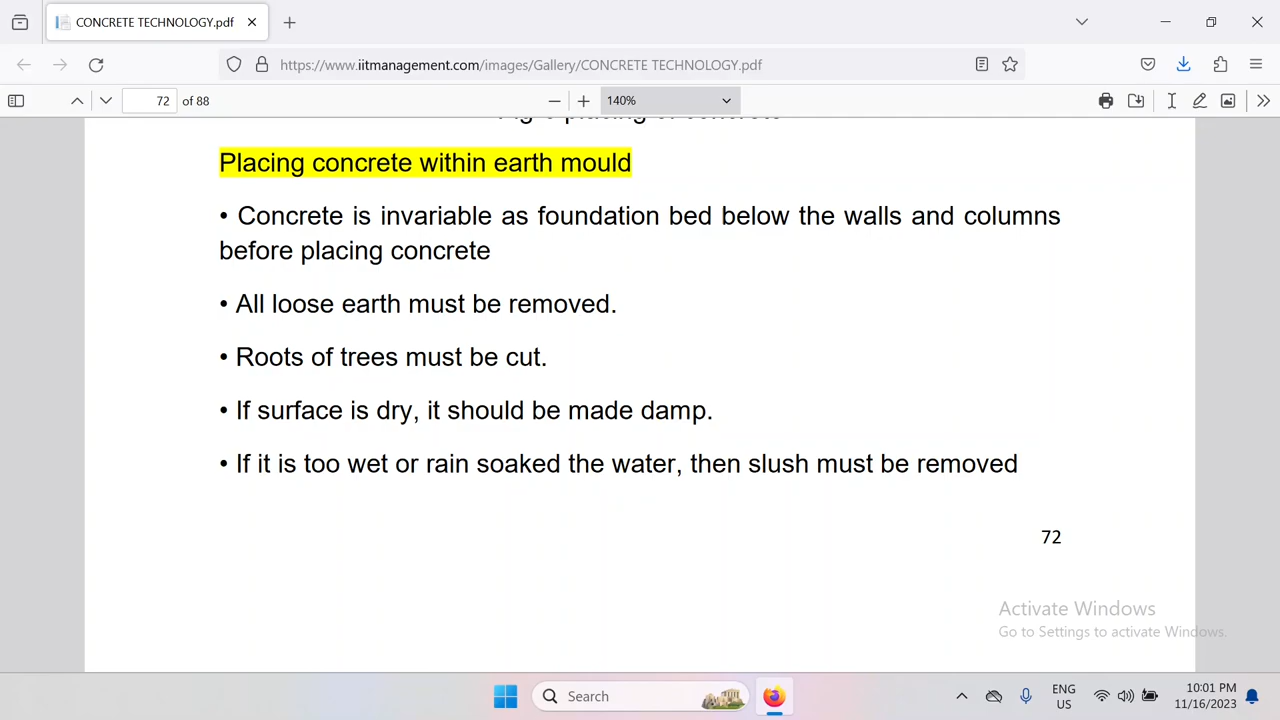 CONCRETE TECHNOLOGY.pdf
https://www.iitmanagement.com/images/Gallery/CONCRETE TECHNOLOGY.pdf
72 of 88
140%
Placing concrete within earth mould
• Concrete is invariable as foundation bed below the walls and columns
before placing concrete
• All loose earth must be removed.
• Roots of trees must be cut.
• If surface is dry, it should be made damp.
• If it is too wet or rain soaked the water, then slush must be removed
72
Activate Windows
Go to Settings to activate Windows.
Search
ENG
US
10:01 PM
11/16/2023